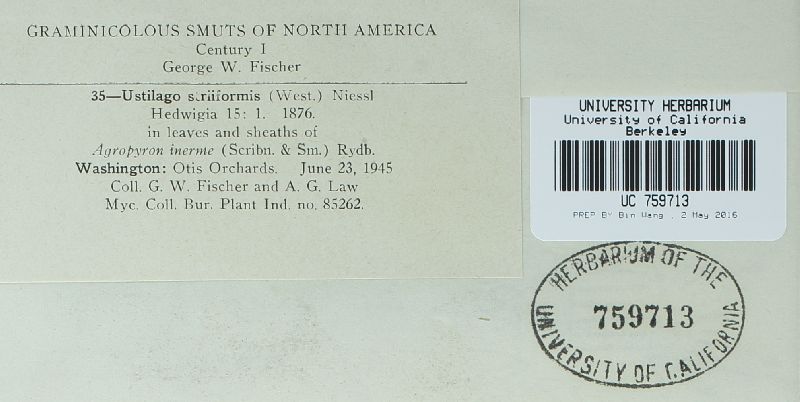 GRAMINICOLOUS SMUTS OF NORTH AMERICA
Century I
George W. Fischer
35—Ustilago striiformis (West.) Niessl
Hedwigia 15: 1. 1876.
in leaves and sheaths of
Agropyron inerme (Scribn. & Sm.) Rydb.
Washington: Otis Orchards. June 23, 1945
Coll. G. W. Fischer and A. G. Law
Myc. Coll. Bur. Plant Ind. no. 85262.
UNIVERSITY HERBARIUM
University of California
Berkeley
UC 759713
PREP BY Bin Wang , 2 May 2016
HERBARIUM OF THE
759713
UNIVERSITY OF CALIFORNIA